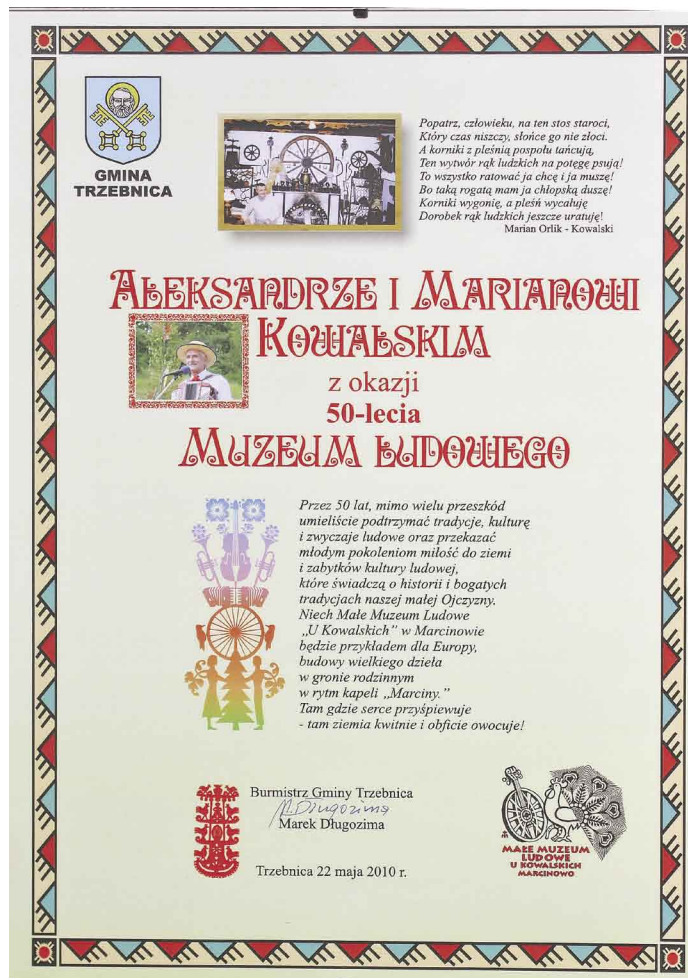 GMINA
TRZEBNICA
Popatrz, człowieku, na ten stos staroci,
Który czas niszczy, słońce go nie złoci.
A korniki z pleśnią pospołu tańcują,
Ten wytwór rąk ludzkich na potęgę psują!
To wszystko ratować ja chcę i ja muszę!
Bo taką rogatą mam ja chłopską duszę!
Korniki wygonię, a pleśń wycałuję
Dorobek rąk ludzkich jeszcze uratuję!
Marian Orlik - Kowalski
ALEKSANDRZE I MARIANOWI
KOWALSKIM
z okazji
50-lecia
MUZEUM LUDOWEGO
Przez 50 lat, mimo wielu przeszkód
umieliście podtrzymać tradycje, kulturę
i zwyczaje ludowe oraz przekazać
młodym pokoleniom miłość do ziemi
i zabytków kultury ludowej,
które świadczą o historii i bogatych
tradycjach naszej małej Ojczyzny.
Niech Małe Muzeum Ludowe
„U Kowalskich" w Marcinowie
będzie przykładem dla Europy,
budowy wielkiego dzieła
w gronie rodzinnym
w rytm kapeli „Marciny."
Tam gdzie serce przyśpiewuje
- tam ziemia kwitnie i obficie owocuje!
Burmistrz Gminy Trzebnica
M. Długozima
Marek Długozima
Trzebnica 22 maja 2010 r.
MAŁE MUZEUM
LUDOWE
U KOWALSKICH
MARCINOWO